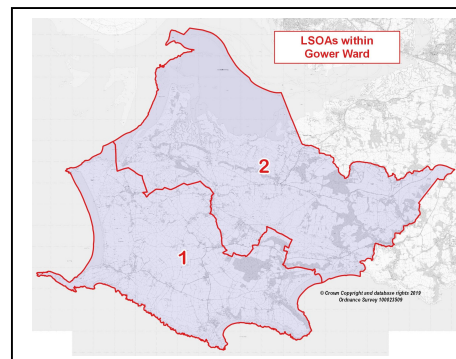 LSOAs within
Gower Ward
2
1
© Crown Copyright and database rights 2019
Ordnance Survey 100023509